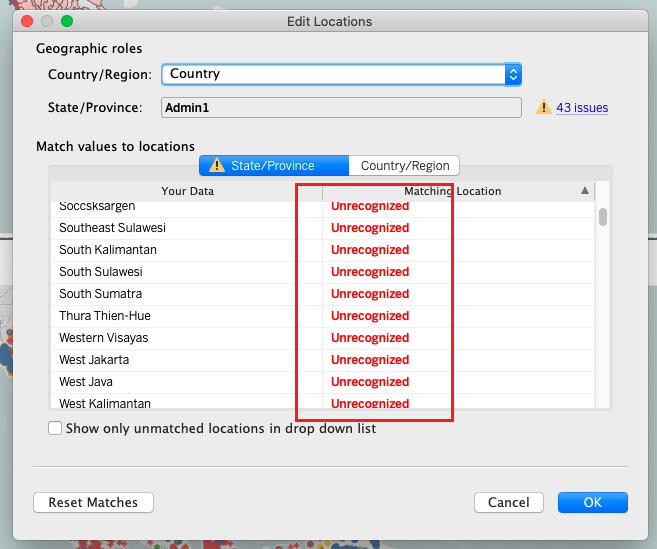 Edit Locations
Geographic roles
Country/Region: Country
State/Province: Admin1 43 issues
Match values to locations
State/Province Country/Region
Your Data Matching Location
Soccsksargen Unrecognized
Southeast Sulawesi Unrecognized
South Kalimantan Unrecognized
South Sulawesi Unrecognized
South Sumatra Unrecognized
Thura Thien-Hue Unrecognized
Western Visayas Unrecognized
West Jakarta Unrecognized
West Java Unrecognized
West Kalimantan Unrecognized
Show only unmatched locations in drop down list
Reset Matches Cancel OK